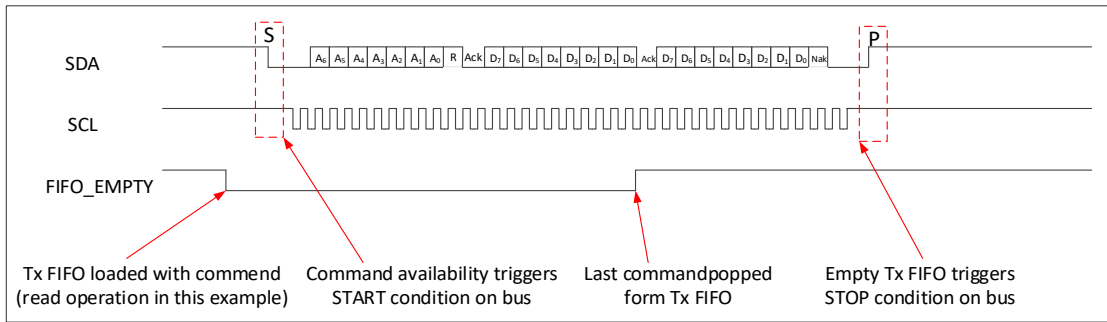 S
P
SDA
A6 A5 A4 A3 A2 A1 A0 R Ack D7 D6 D5 D4 D3 D2 D1 D0 Ack D7 D6 D5 D4 D3 D2 D1 D0 Nak
SCL
FIFO_EMPTY
Tx FIFO loaded with commend
(read operation in this example)
Command availability triggers
START condition on bus
Last commandpopped
form Tx FIFO
Empty Tx FIFO triggers
STOP condition on bus